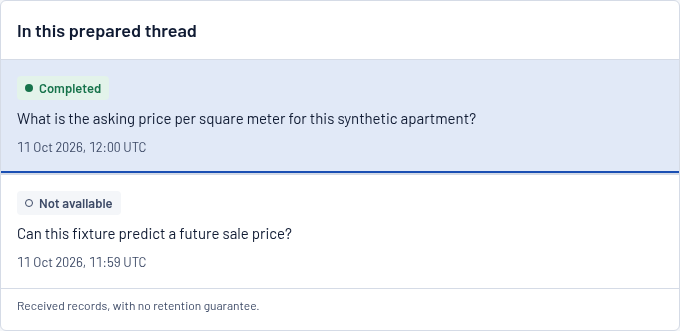 In this prepared thread
Completed
What is the asking price per square meter for this synthetic apartment?
11 Oct 2026, 12:00 UTC
Not available
Can this fixture predict a future sale price?
11 Oct 2026, 11:59 UTC
Received records, with no retention guarantee.